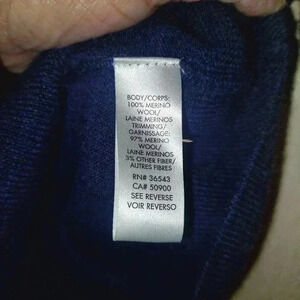 BODY/CORPS:
100% MERINO
WOOL/
LAINE MERINOS
TRIMMING/
GARNISSAGE:
97% MERINO
WOOL/
LAINE MERINOS
3% OTHER FIBER/
AUTRES FIBRES
RN# 36543
CA# 50900
SEE REVERSE
VOIR REVERSO